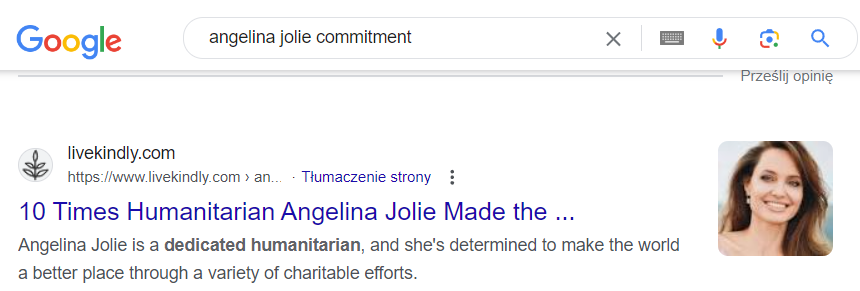 Google
angelina jolie commitment
Prześlij opinię
livekindly.com
https://www.livekindly.com › an... · Tłumaczenie strony
10 Times Humanitarian Angelina Jolie Made the ...
Angelina Jolie is a dedicated humanitarian, and she's determined to make the world
a better place through a variety of charitable efforts.